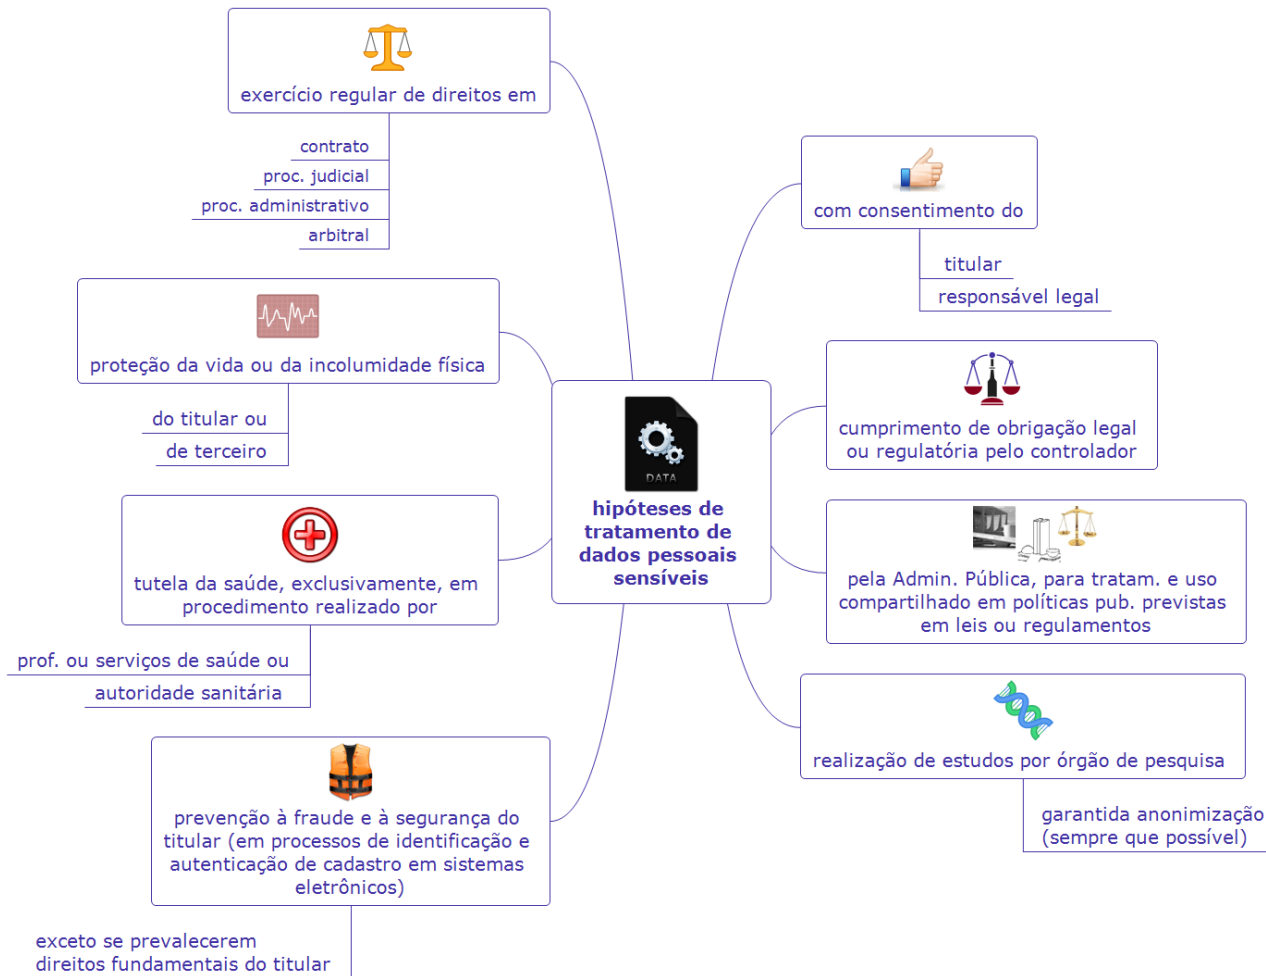 exercício regular de direitos em
contrato
proc. judicial
proc. administrativo
arbitral
proteção da vida ou da incolumidade física
do titular ou
de terceiro
tutela da saúde, exclusivamente, em
procedimento realizado por
prof. ou serviços de saúde ou
autoridade sanitária
prevenção à fraude e à segurança do
titular (em processos de identificação e
autenticação de cadastro em sistemas
eletrônicos)
exceto se prevalecerem
direitos fundamentais do titular
DATA
hipóteses de
tratamento de
dados pessoais
sensíveis
com consentimento do
titular
responsável legal
cumprimento de obrigação legal
ou regulatória pelo controlador
pela Admin. Pública, para tratam. e uso
compartilhado em políticas pub. previstas
em leis ou regulamentos
realização de estudos por órgão de pesquisa
garantida anonimização
(sempre que possível)